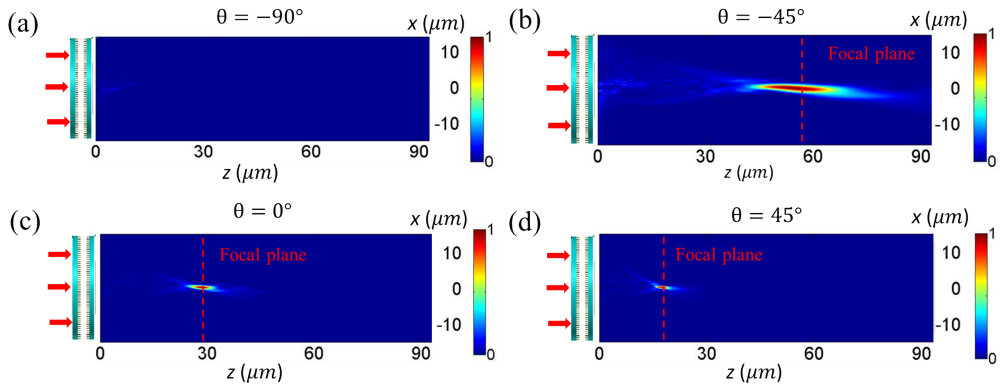 (a)
θ = −90°
x (μm)
1
10
0
-10
0
0
30
60
90
z (μm)
(b)
θ = −45°
x (μm)
Focal plane
1
10
0
-10
0
0
30
60
90
z (μm)
(c)
θ = 0°
x (μm)
Focal plane
1
10
0
-10
0
0
30
60
90
z (μm)
(d)
θ = 45°
x (μm)
Focal plane
1
10
0
-10
0
0
30
60
90
z (μm)